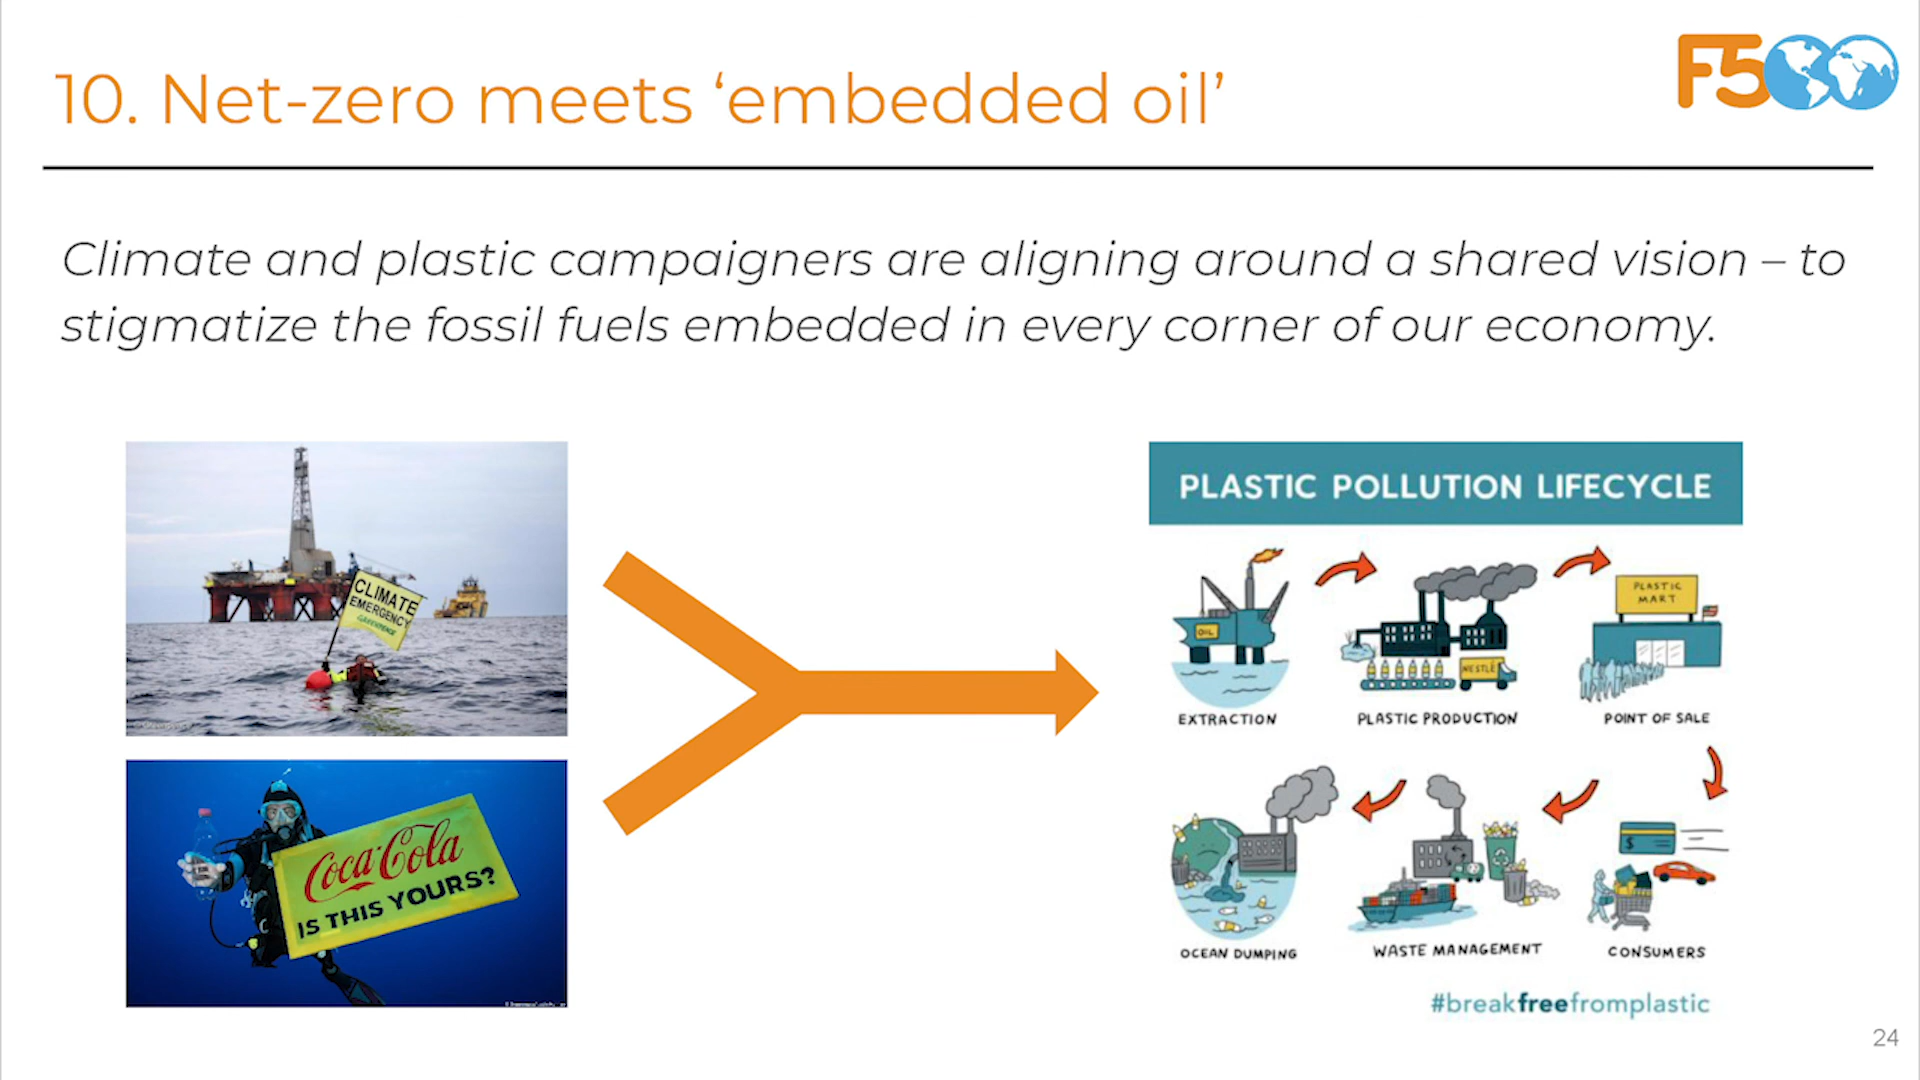 10. Net-zero meets ‘embedded oil’
F5
Climate and plastic campaigners are aligning around a shared vision – to
stigmatize the fossil fuels embedded in every corner of our economy.
CLIMATE
EMERGENCY
GREENPEACE
Coca-Cola
IS THIS YOURS?
PLASTIC POLLUTION LIFECYCLE
OIL
NESTLÉ
PLASTIC
MART
EXTRACTION
PLASTIC PRODUCTION
POINT OF SALE
$
OCEAN DUMPING
WASTE MANAGEMENT
CONSUMERS
#breakfreefromplastic
24